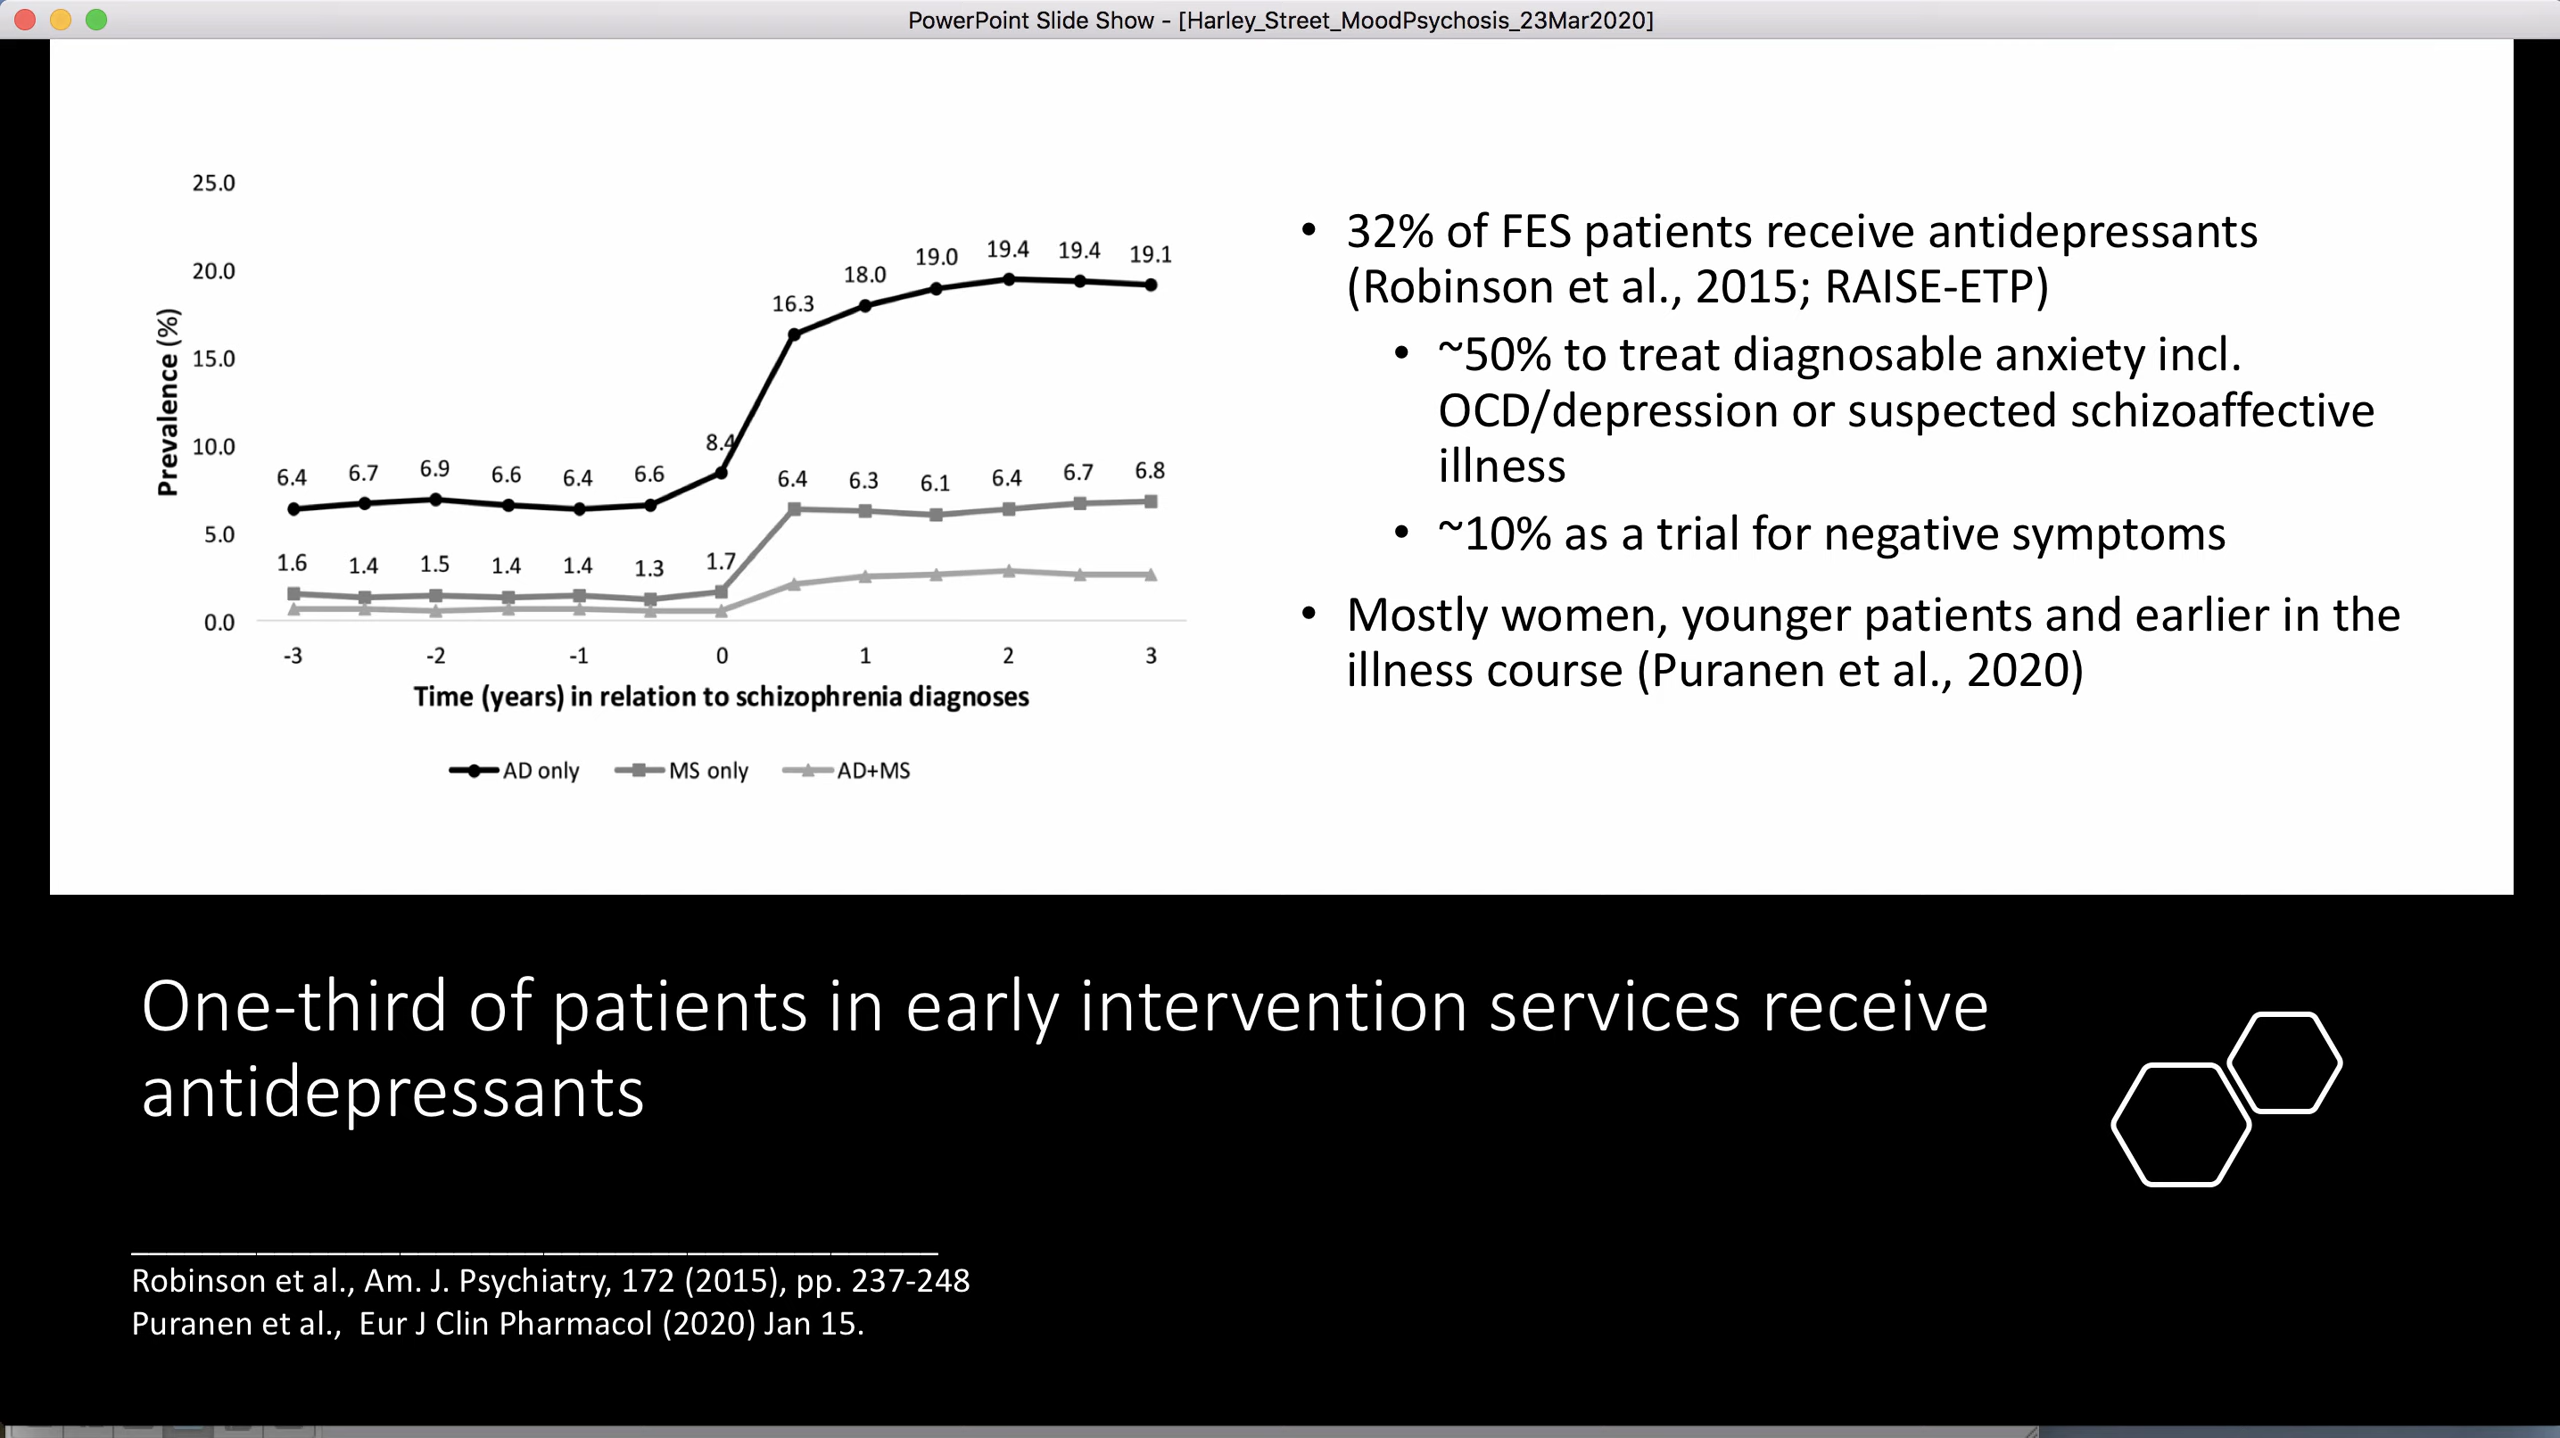 PowerPoint Slide Show - [Harley_Street_MoodPsychosis_23Mar2020]
25.0
20.0
15.0
10.0
5.0
0.0
Prevalence (%)
6.4 6.7 6.9 6.6 6.4 6.6 8.4 16.3 18.0 19.0 19.4 19.4 19.1
1.6 1.4 1.5 1.4 1.4 1.3 1.7 6.4 6.3 6.1 6.4 6.7 6.8
-3 -2 -1 0 1 2 3
Time (years) in relation to schizophrenia diagnoses
AD only MS only AD+MS
• 32% of FES patients receive antidepressants
(Robinson et al., 2015; RAISE-ETP)
• ~50% to treat diagnosable anxiety incl.
OCD/depression or suspected schizoaffective
illness
• ~10% as a trial for negative symptoms
• Mostly women, younger patients and earlier in the
illness course (Puranen et al., 2020)
One-third of patients in early intervention services receive
antidepressants
Robinson et al., Am. J. Psychiatry, 172 (2015), pp. 237-248
Puranen et al., Eur J Clin Pharmacol (2020) Jan 15.